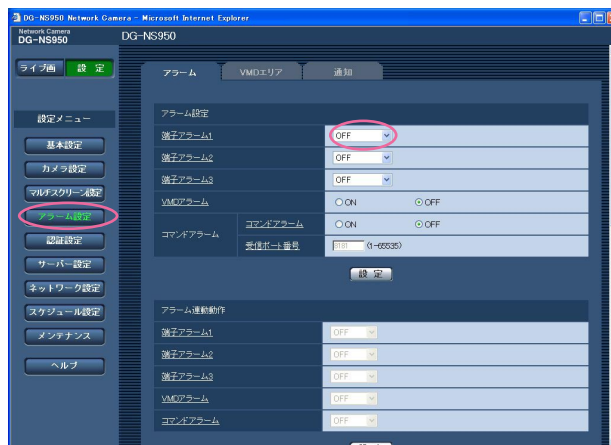 DG-NS950 Network Camera - Microsoft Internet Explorer
Network Camera
DG-NS950
DG-NS950
ライブ画 設定
アラーム VMDエリア 通知
設定メニュー
基本設定
カメラ設定
マルチスクリーン設定
アラーム設定
認証設定
サーバー設定
ネットワーク設定
スケジュール設定
メンテナンス
ヘルプ
アラーム設定
端子アラーム1 OFF
端子アラーム2 OFF
端子アラーム3 OFF
VMDアラーム ON OFF
コマンドアラーム コマンドアラーム ON OFF
受信ポート番号 8181 (1-65535)
設定
アラーム連動動作
端子アラーム1 OFF
端子アラーム2 OFF
端子アラーム3 OFF
VMDアラーム OFF
コマンドアラーム OFF